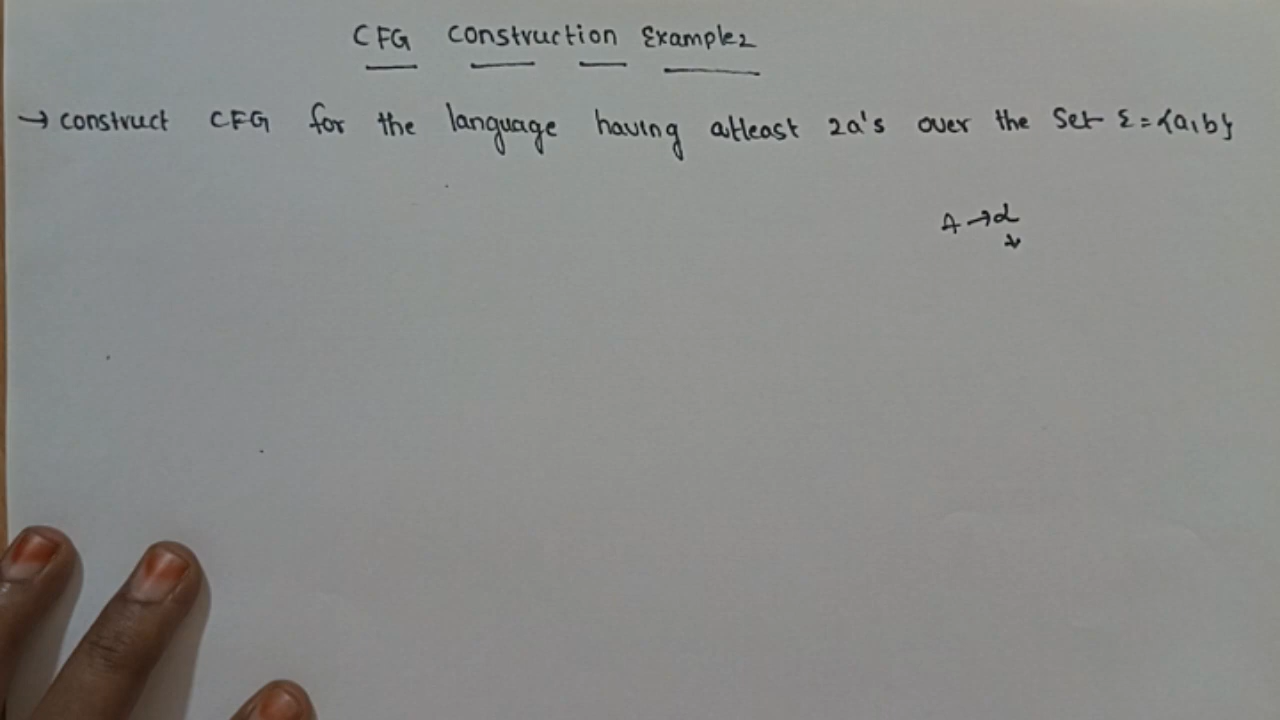 CFG Construction Example2
→ construct CFG for the language having atleast 2a's over the Set Σ = {a, b}
A → α